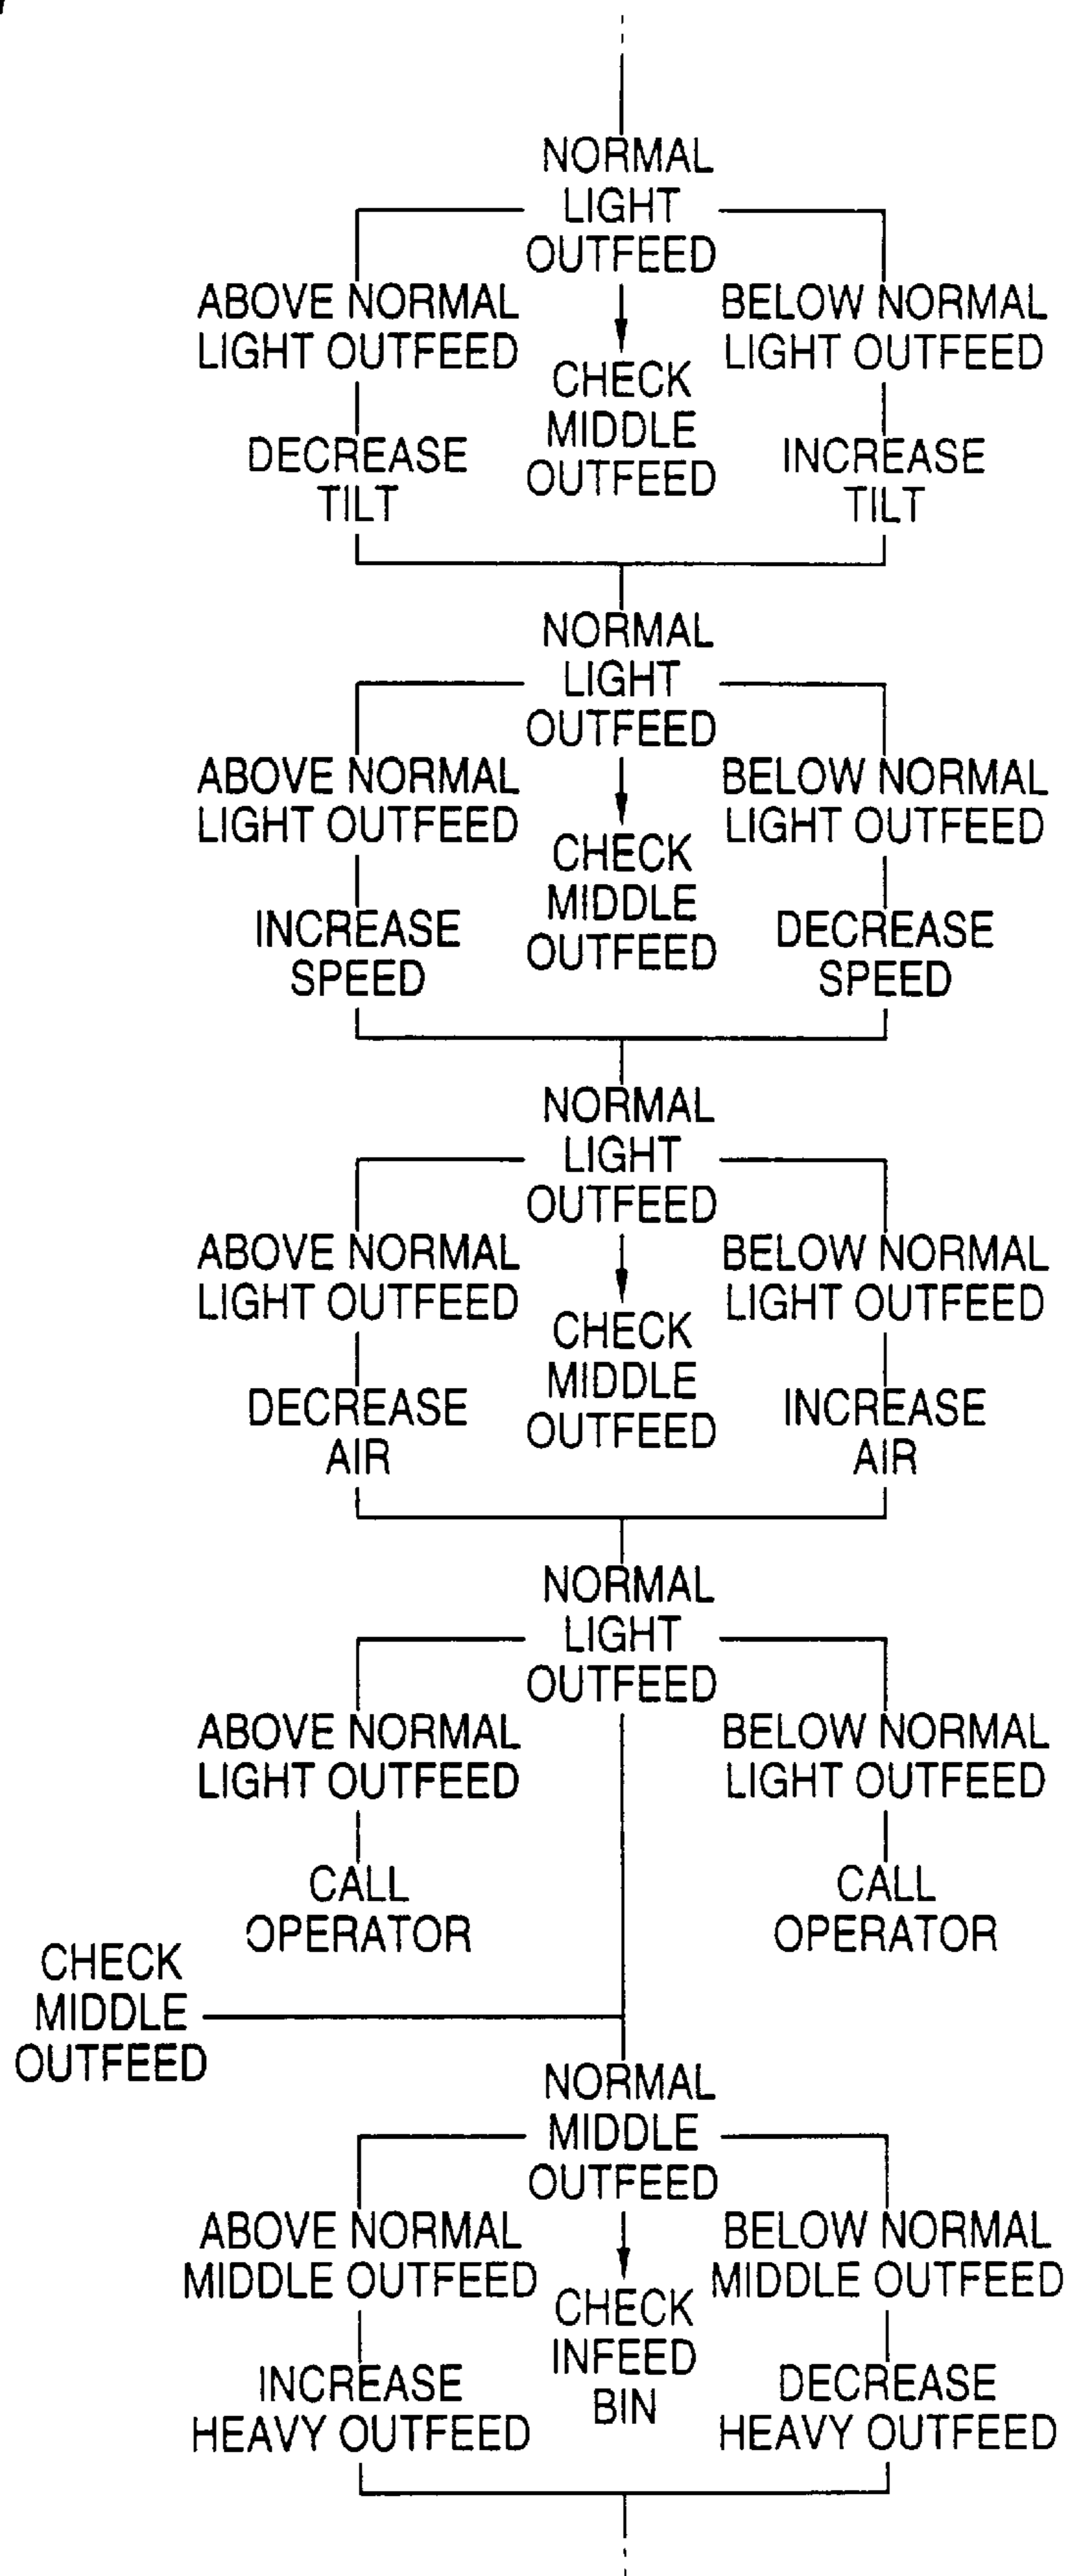 NORMAL
LIGHT
OUTFEED
ABOVE NORMAL
LIGHT OUTFEED
DECREASE
TILT
CHECK
MIDDLE
OUTFEED
BELOW NORMAL
LIGHT OUTFEED
INCREASE
TILT
NORMAL
LIGHT
OUTFEED
ABOVE NORMAL
LIGHT OUTFEED
INCREASE
SPEED
CHECK
MIDDLE
OUTFEED
BELOW NORMAL
LIGHT OUTFEED
DECREASE
SPEED
NORMAL
LIGHT
OUTFEED
ABOVE NORMAL
LIGHT OUTFEED
DECREASE
AIR
CHECK
MIDDLE
OUTFEED
BELOW NORMAL
LIGHT OUTFEED
INCREASE
AIR
NORMAL
LIGHT
OUTFEED
ABOVE NORMAL
LIGHT OUTFEED
CALL
OPERATOR
BELOW NORMAL
LIGHT OUTFEED
CALL
OPERATOR
CHECK
MIDDLE
OUTFEED
NORMAL
MIDDLE
OUTFEED
ABOVE NORMAL
MIDDLE OUTFEED
INCREASE
HEAVY OUTFEED
CHECK
INFEED
BIN
BELOW NORMAL
MIDDLE OUTFEED
DECREASE
HEAVY OUTFEED